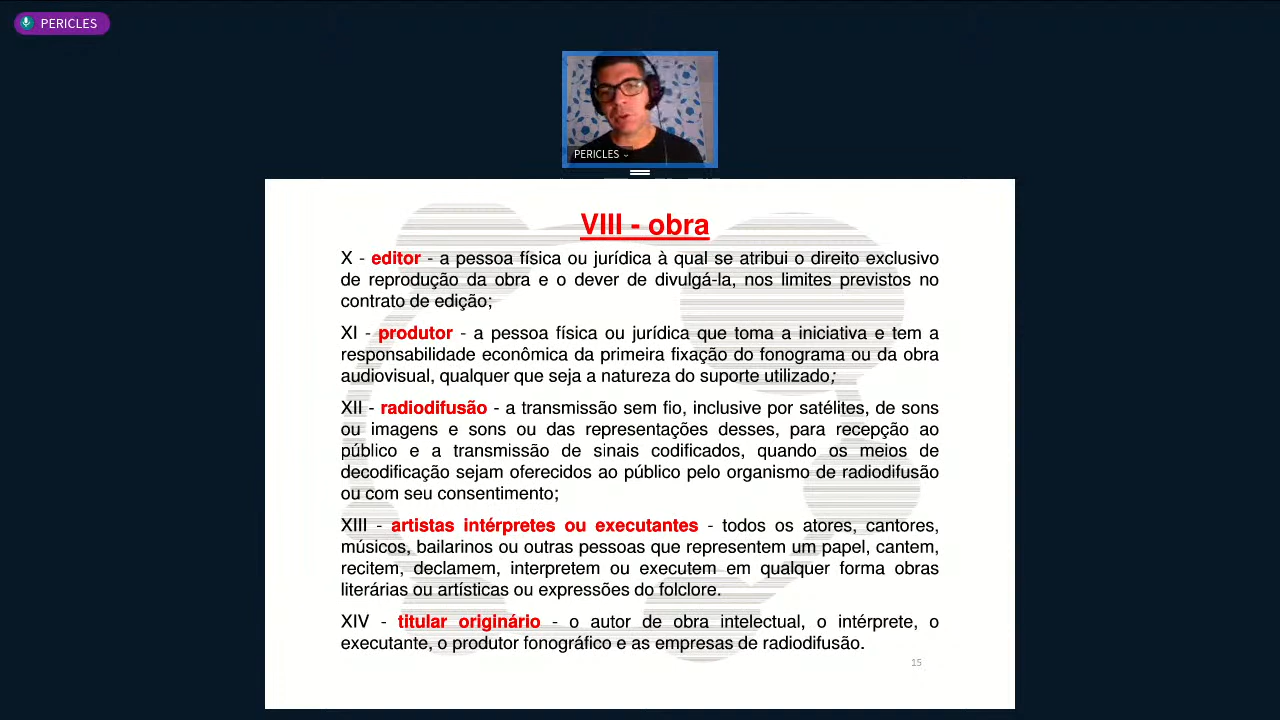 PERICLES
PERICLES
VIII - obra
X - editor - a pessoa física ou jurídica à qual se atribui o direito exclusivo
de reprodução da obra e o dever de divulgá-la, nos limites previstos no
contrato de edição;
XI - produtor - a pessoa física ou jurídica que toma a iniciativa e tem a
responsabilidade econômica da primeira fixação do fonograma ou da obra
audiovisual, qualquer que seja a natureza do suporte utilizado;
XII - radiodifusão - a transmissão sem fio, inclusive por satélites, de sons
ou imagens e sons ou das representações desses, para recepção ao
público e a transmissão de sinais codificados, quando os meios de
decodificação sejam oferecidos ao público pelo organismo de radiodifusão
ou com seu consentimento;
XIII - artistas intérpretes ou executantes - todos os atores, cantores,
músicos, bailarinos ou outras pessoas que representem um papel, cantem,
recitem, declamem, interpretem ou executem em qualquer forma obras
literárias ou artísticas ou expressões do folclore.
XIV - titular originário - o autor de obra intelectual, o intérprete, o
executante, o produtor fonográfico e as empresas de radiodifusão.
15